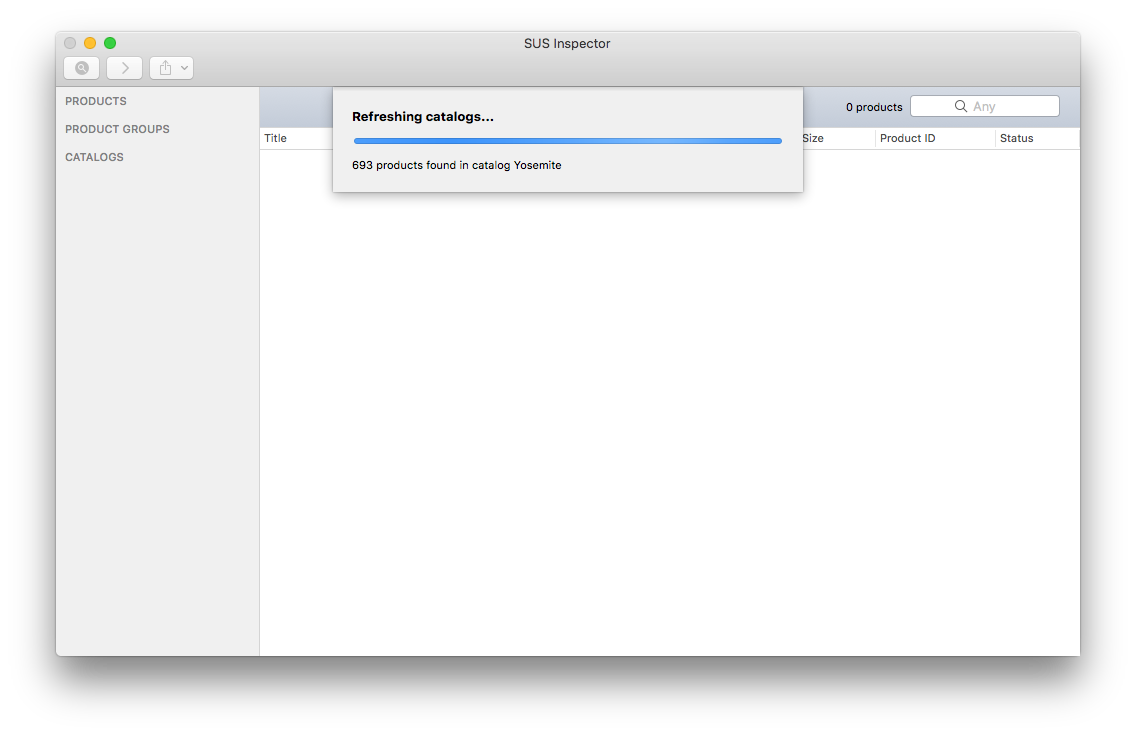 SUS Inspector
PRODUCTS
PRODUCT GROUPS
CATALOGS
Refreshing catalogs...
693 products found in catalog Yosemite
0 products
Any
Title
Size
Product ID
Status